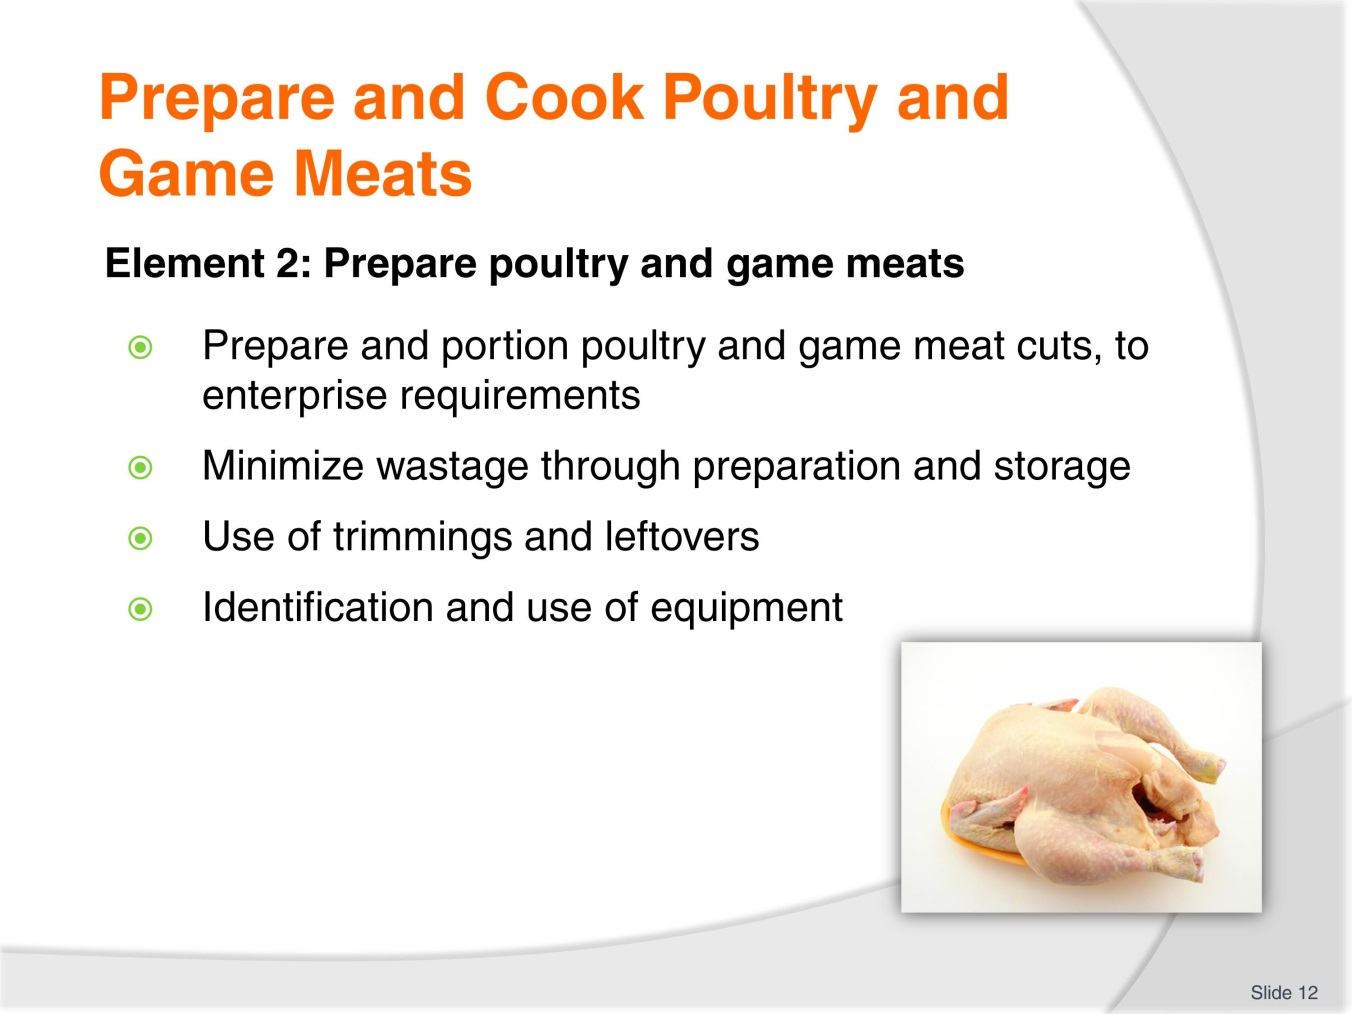 Prepare and Cook Poultry and
Game Meats
Element 2: Prepare poultry and game meats
Prepare and portion poultry and game meat cuts, to
enterprise requirements
Minimize wastage through preparation and storage
Use of trimmings and leftovers
Identification and use of equipment
Slide 12